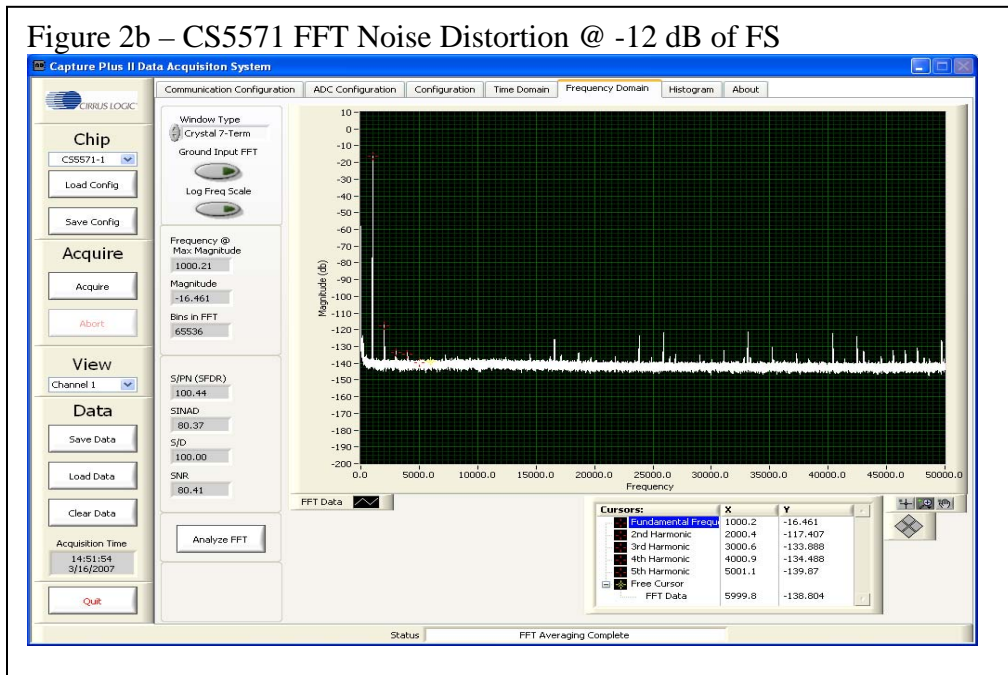 Figure 2b – CS5571 FFT Noise Distortion @ -12 dB of FS
Capture Plus II Data Acquisiton System
CIRRUS LOGIC
Communication Configuration ADC Configuration Configuration Time Domain Frequency Domain Histogram About
Chip
CS5571-1
Load Config
Save Config
Acquire
Acquire
Abort
View
Channel 1
Data
Save Data
Load Data
Clear Data
Acquisition Time
14:51:54
3/16/2007
Quit
Window Type
Crystal 7-Term
Ground Input FFT
Log Freq Scale
Frequency @
Max Magnitude
1000.21
Magnitude
-16.461
Bins in FFT
65536
S/PN (SFDR)
100.44
SINAD
80.37
S/D
100.00
SNR
80.41
Analyze FFT
Magnitude (db)
10
0
-10
-20
-30
-40
-50
-60
-70
-80
-90
-100
-110
-120
-130
-140
-150
-160
-170
-180
-190
-200
0.0 5000.0 10000.0 15000.0 20000.0 25000.0 30000.0 35000.0 40000.0 45000.0 50000.0
Frequency
FFT Data
Cursors: X Y
Fundamental Frequ 1000.2 -16.461
2nd Harmonic 2000.4 -117.407
3rd Harmonic 3000.6 -133.888
4th Harmonic 4000.9 -134.488
5th Harmonic 5001.1 -139.87
Free Cursor
FFT Data 5999.8 -138.804
Status FFT Averaging Complete